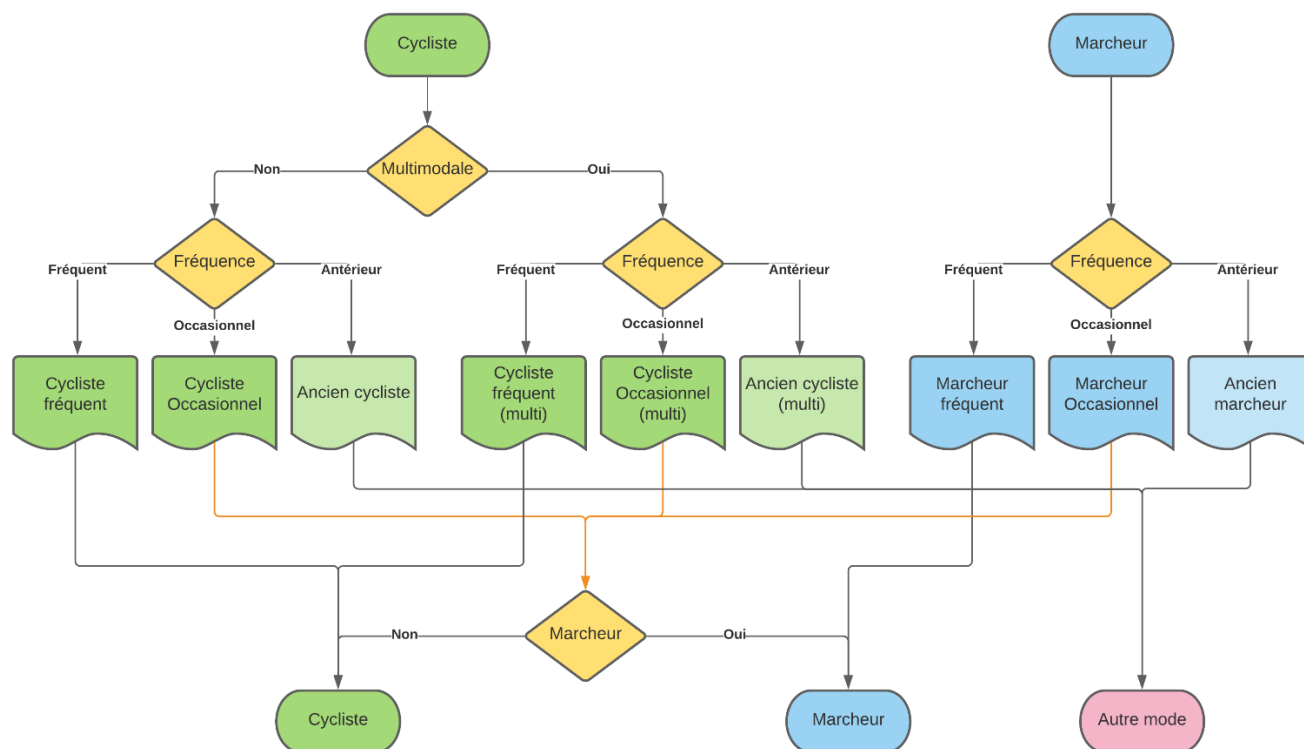 Cycliste
Marcheur
Multimodale
Non
Oui
Fréquence
Fréquence
Fréquence
Fréquent
Antérieur
Fréquent
Antérieur
Fréquent
Antérieur
Occasionnel
Occasionnel
Occasionnel
Cycliste
fréquent
Cycliste
Occasionnel
Ancien cycliste
Cycliste
fréquent
(multi)
Cycliste
Occasionnel
(multi)
Ancien cycliste
(multi)
Marcheur
fréquent
Marcheur
Occasionnel
Ancien
marcheur
Non
Marcheur
Oui
Cycliste
Marcheur
Autre mode